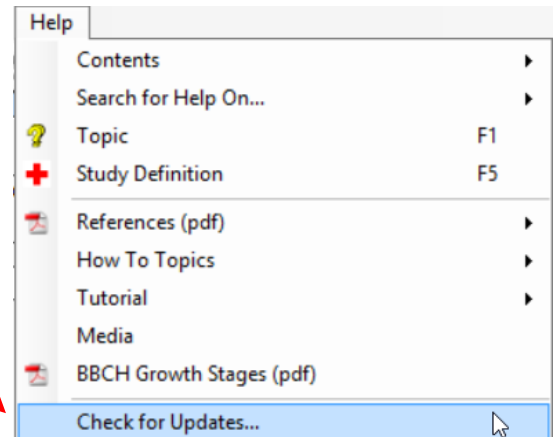 Help
Contents
Search for Help On...
Topic F1
Study Definition F5
References (pdf)
How To Topics
Tutorial
Media
BBCH Growth Stages (pdf)
Check for Updates...